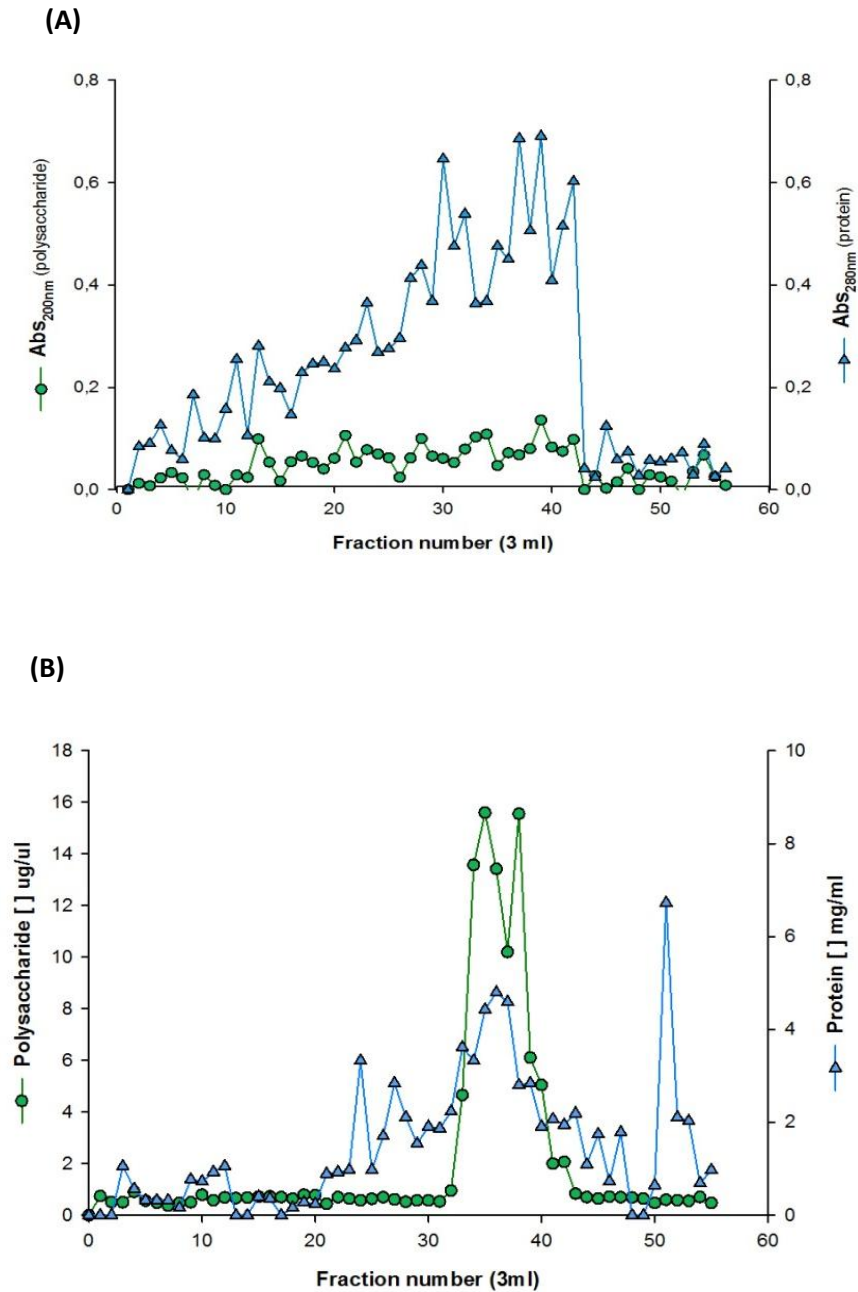 (A)
0,8
0,6
0,4
0,2
0,0
Abs200nm (polysaccharide)
0,8
0,6
0,4
0,2
0,0
Abs280nm (protein)
0 10 20 30 40 50 60
Fraction number (3 ml)
(B)
18
16
14
12
10
8
6
4
2
0
Polysaccharide [ ] ug/ul
10
8
6
4
2
0
Protein [ ] mg/ml
0 10 20 30 40 50 60
Fraction number (3ml)